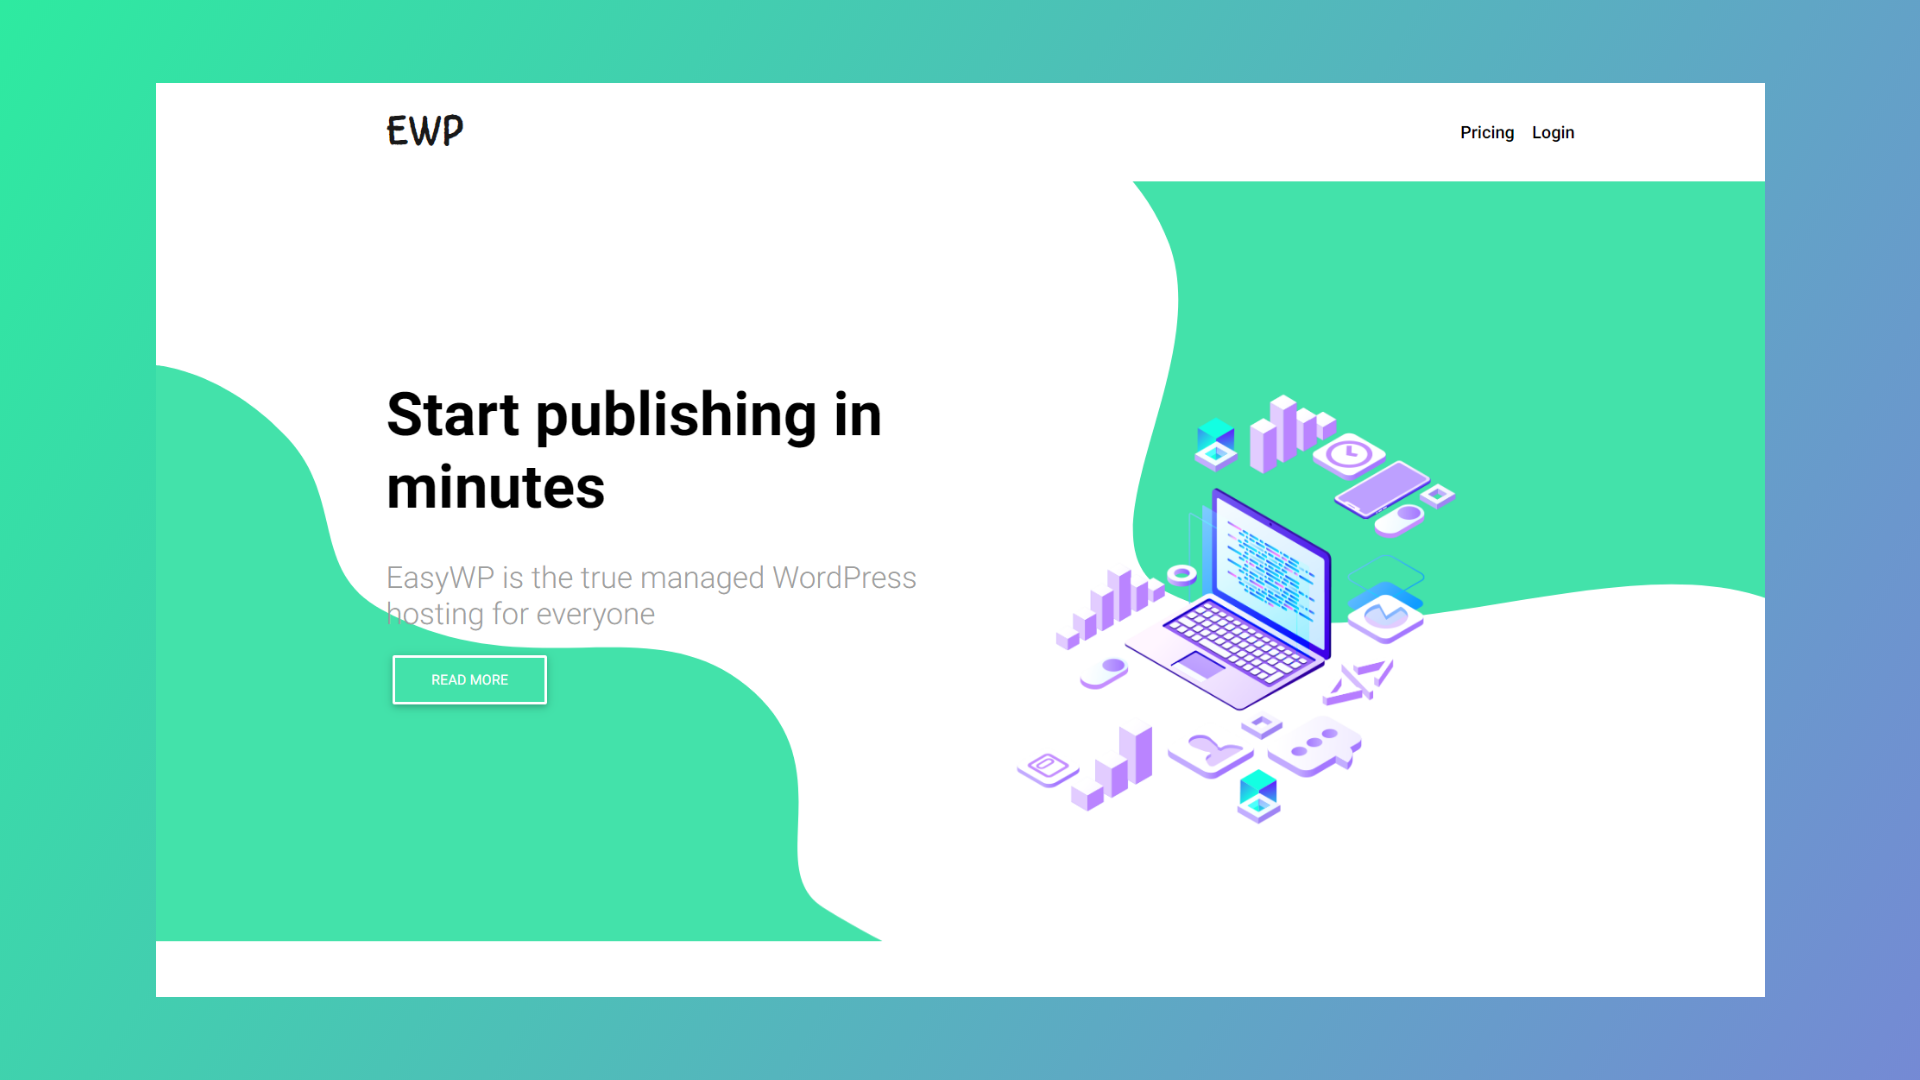 EWP
Pricing Login
Start publishing in
minutes
EasyWP is the true managed WordPress
hosting for everyone
READ MORE